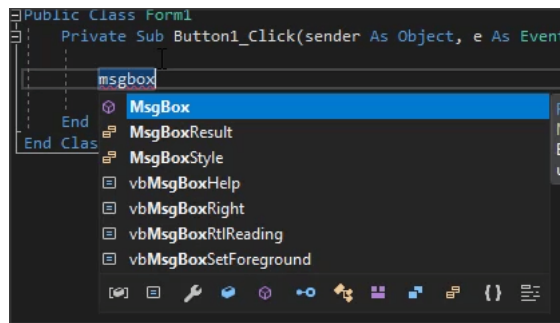 Public Class Form1
Private Sub Button1_Click(sender As Object, e As Event
msgbox
MsgBox
MsgBoxResult
End
MsgBoxStyle
End Clas
vbMsgBoxHelp
vbMsgBoxRight
vbMsgBoxRtlReading
vbMsgBoxSetForeground